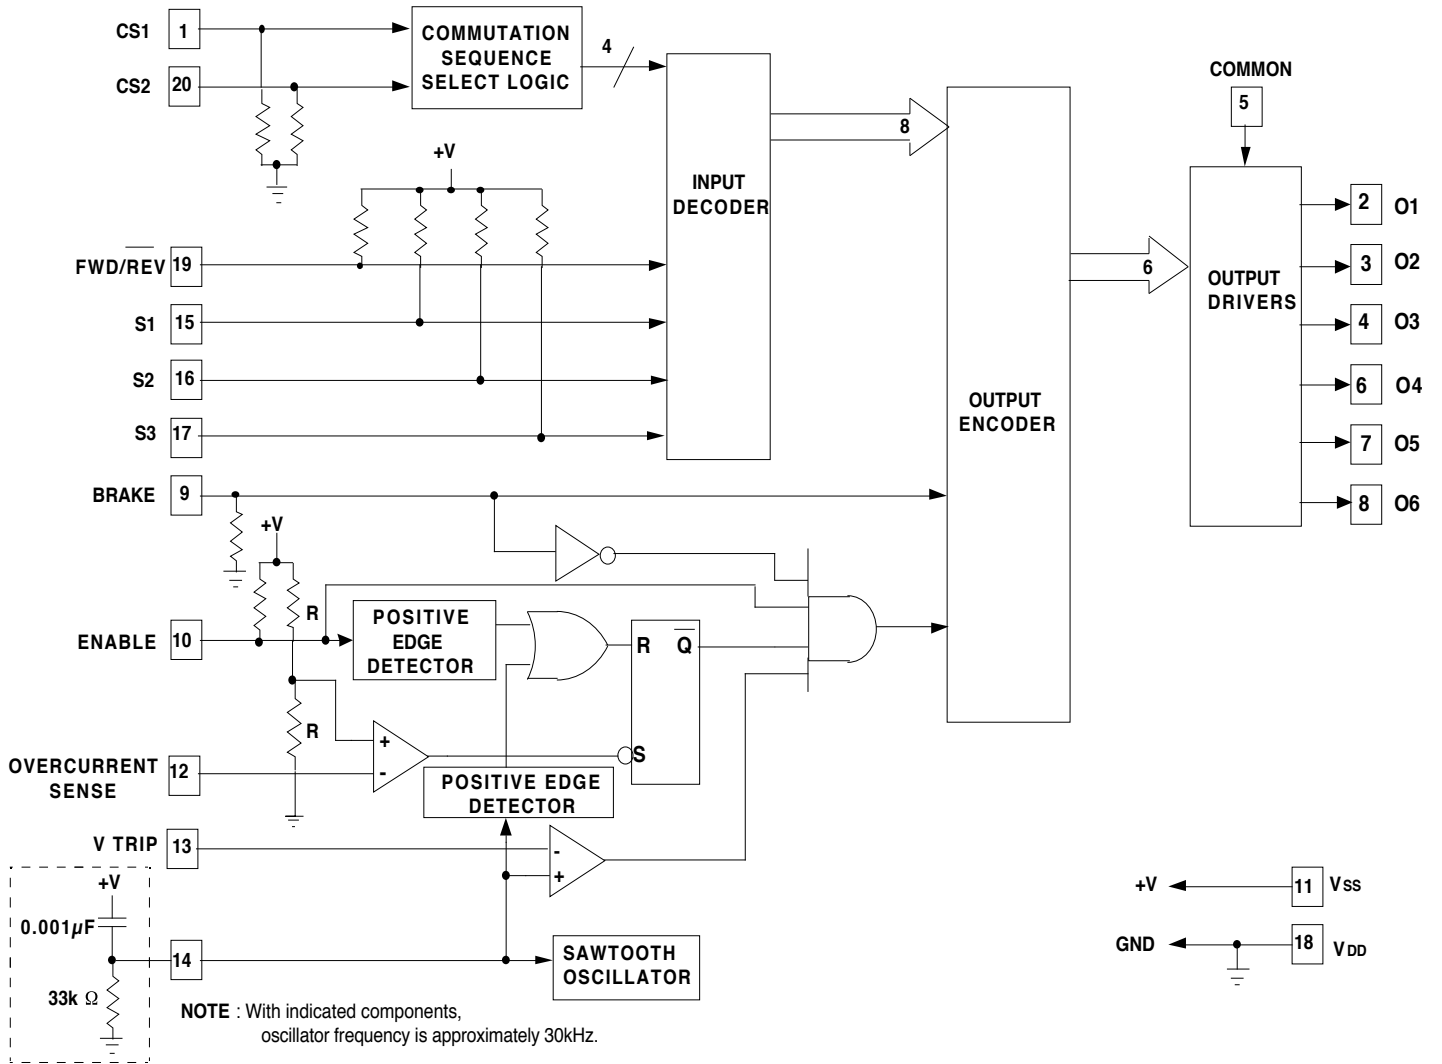 CS1 1
CS2 20
COMMUTATION
SEQUENCE
SELECT LOGIC
4
+V
FWD/REV 19
S1 15
S2 16
S3 17
INPUT
DECODER
8
BRAKE 9
+V
R
ENABLE 10
POSITIVE
EDGE
DETECTOR
R Q
S
R
OVERCURRENT
SENSE
12
+
-
POSITIVE EDGE
DETECTOR
V TRIP 13
-
+
+V
0.001µF
14
33k Ω
SAWTOOTH
OSCILLATOR
NOTE : With indicated components,
oscillator frequency is approximately 30kHz.
OUTPUT
ENCODER
6
COMMON
5
OUTPUT
DRIVERS
2 O1
3 O2
4 O3
6 O4
7 O5
8 O6
+V 11 VSS
GND 18 VDD